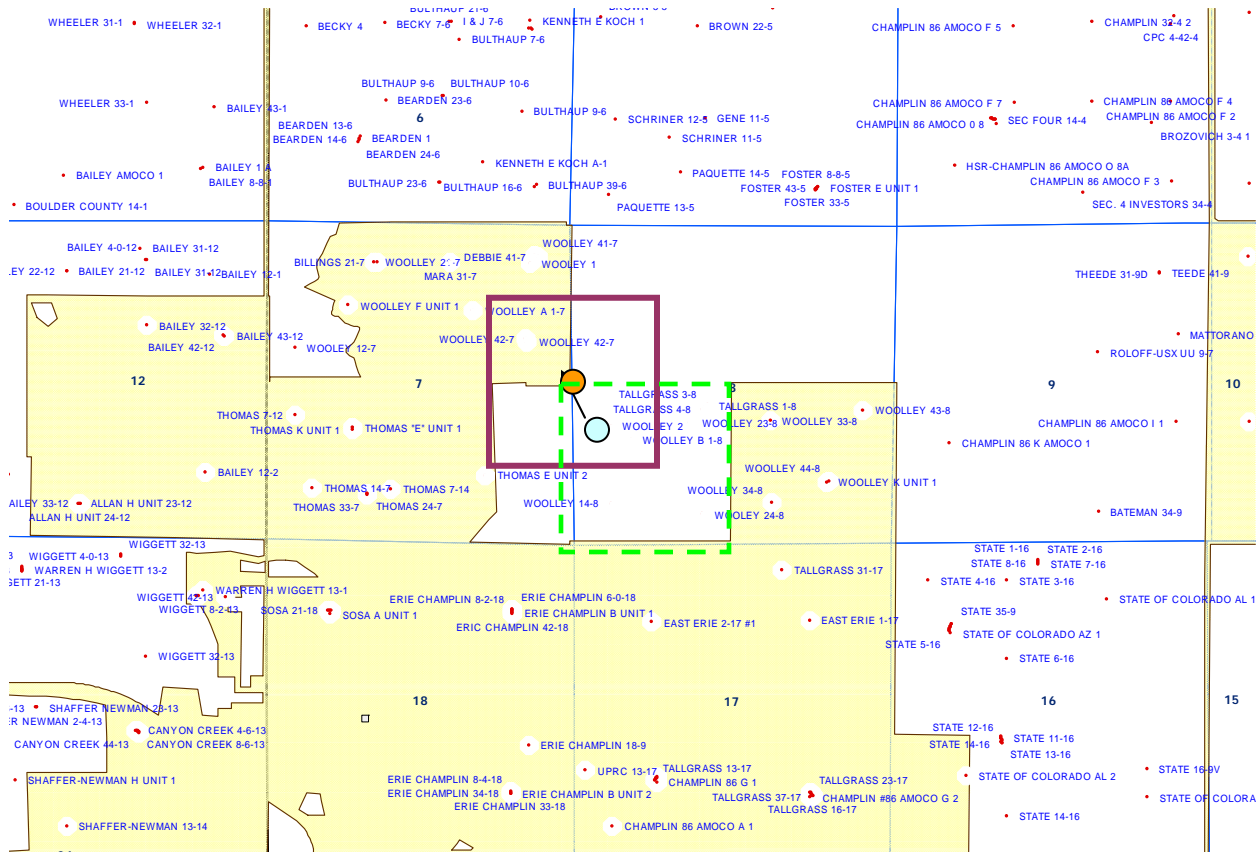 BULTHAUP 21-6
WHEELER 31-1
WHEELER 32-1
BECKY 4
BECKY 7-6
I & J 7-6
KENNETH E KOCH 1
BULTHAUP 7-6
BROWN 22-5
CHAMPLIN 86 AMOCO F 5
CHAMPLIN 32-4 2
CPC 4-42-4
BULTHAUP 9-6
BULTHAUP 10-6
WHEELER 33-1
BAILEY 43-1
BEARDEN 23-6
BULTHAUP 9-6
6
SCHRINER 12-5
GENE 11-5
CHAMPLIN 86 AMOCO F 7
CHAMPLIN 86 AMOCO F 4
CHAMPLIN 86 AMOCO F 2
CHAMPLIN 86 AMOCO 0 8
SEC FOUR 14-4
BROZOVICH 3-4 1
BEARDEN 13-6
BEARDEN 14-6
BEARDEN 1
BEARDEN 24-6
SCHRINER 11-5
KENNETH E KOCH A-1
BAILEY AMOCO 1
BAILEY 1 A
BAILEY 8-8-1
BULTHAUP 23-6
BULTHAUP 16-6
BULTHAUP 39-6
PAQUETTE 14-5
FOSTER 8-8-5
FOSTER 43-5
FOSTER E UNIT 1
FOSTER 33-5
HSR-CHAMPLIN 86 AMOCO O 8A
CHAMPLIN 86 AMOCO F 3
SEC. 4 INVESTORS 34-4
BOULDER COUNTY 14-1
PAQUETTE 13-5
BAILEY 4-0-12
BAILEY 31-12
LEY 22-12
BAILEY 21-12
BAILEY 31-12
BAILEY 12-1
BILLINGS 21-7
WOOLLEY 21-7
DEBBIE 41-7
MARA 31-7
WOOLLEY 41-7
WOOLEY 1
THEEDE 31-9D
TEEDE 41-9
WOOLLEY F UNIT 1
WOOLLEY A 1-7
BAILEY 32-12
BAILEY 43-12
BAILEY 42-12
WOOLEY 12-7
WOOLLEY 42-7
WOOLLEY 42-7
MATTORANO
ROLOFF-USX UU 9-7
12
7
8
9
10
TALLGRASS 3-8
TALLGRASS 4-8
TALLGRASS 1-8
WOOLEY 2
WOOLLEY B 1-8
WOOLLEY 23-8
WOOLLEY 33-8
WOOLLEY 43-8
THOMAS 7-12
THOMAS K UNIT 1
THOMAS "E" UNIT 1
CHAMPLIN 86 AMOCO I 1
CHAMPLIN 86 K AMOCO 1
BAILEY 12-2
THOMAS E UNIT 2
WOOLLEY 44-8
WOOLLEY K UNIT 1
THOMAS 14-7
THOMAS 7-14
THOMAS 33-7
THOMAS 24-7
WOOLLEY 14-8
WOOLLEY 34-8
WOOLEY 24-8
BATEMAN 34-9
AILEY 33-12
ALLAN H UNIT 23-12
ALLAN H UNIT 24-12
WIGGETT 32-13
WIGGETT 4-0-13
WARREN H WIGGETT 13-2
GETT 21-13
WIGGETT 42-13
WARREN H WIGGETT 13-1
WIGGETT 8-2-13
SOSA 21-18
SOSA A UNIT 1
ERIE CHAMPLIN 8-2-18
ERIE CHAMPLIN 6-0-18
ERIE CHAMPLIN B UNIT 1
ERIC CHAMPLIN 42-18
EAST ERIE 2-17 #1
TALLGRASS 31-17
EAST ERIE 1-17
STATE 1-16
STATE 2-16
STATE 8-16
STATE 7-16
STATE 4-16
STATE 3-16
STATE OF COLORADO AL 1
STATE 35-9
STATE OF COLORADO AZ 1
STATE 5-16
STATE 6-16
WIGGETT 32-13
18
17
16
15
-13
SHAFFER NEWMAN 23-13
ER NEWMAN 2-4-13
CANYON CREEK 4-6-13
CANYON CREEK 44-13
CANYON CREEK 8-6-13
SHAFFER-NEWMAN H UNIT 1
SHAFFER-NEWMAN 13-14
ERIE CHAMPLIN 18-9
ERIE CHAMPLIN 8-4-18
ERIE CHAMPLIN 34-18
ERIE CHAMPLIN B UNIT 2
ERIE CHAMPLIN 33-18
UPRC 13-17
TALLGRASS 13-17
CHAMPLIN 86 G 1
TALLGRASS 23-17
TALLGRASS 37-17
CHAMPLIN #86 AMOCO G 2
TALLGRASS 16-17
CHAMPLIN 86 AMOCO A 1
STATE 12-16
STATE 11-16
STATE 14-16
STATE 13-16
STATE OF COLORADO AL 2
STATE 16-9V
STATE OF COLORA
STATE 14-16